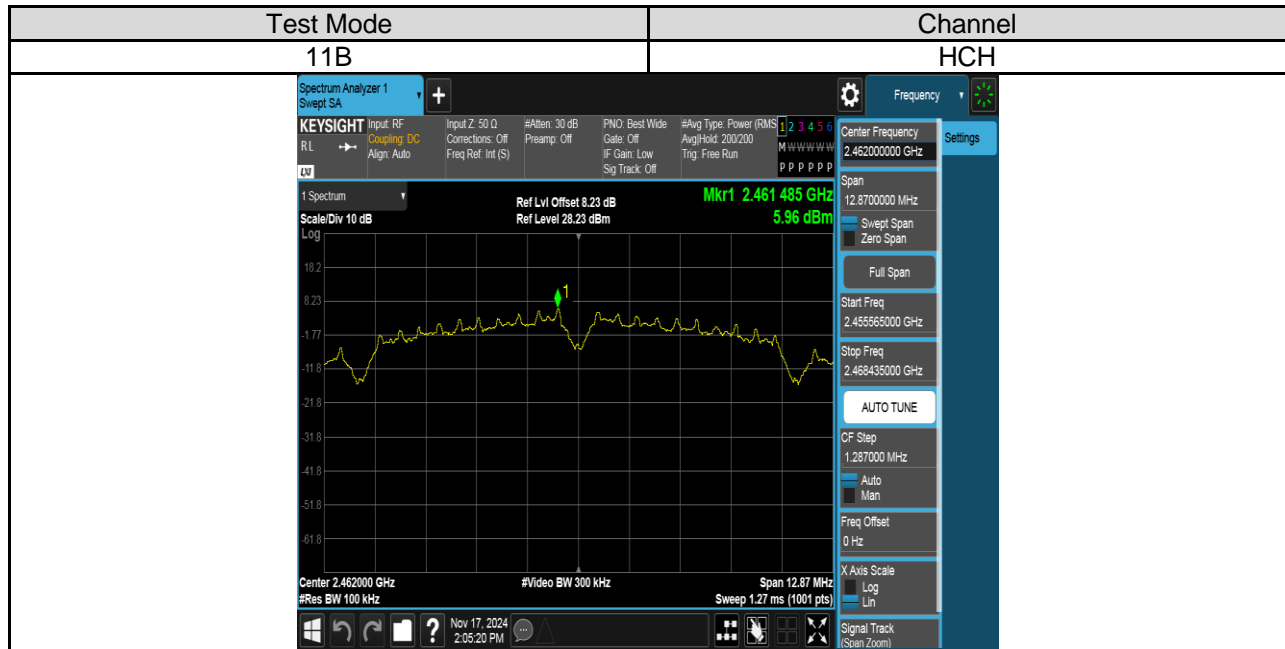 Test Mode
Channel
11B
HCH
Spectrum Analyzer 1
Swept SA
+
Frequency
KEYSIGHT
RL
LXI
Input: RF
Coupling: DC
Align: Auto
Input Z: 50 Ω
Corrections: Off
Freq Ref: Int (S)
#Atten: 30 dB
Preamp: Off
PNO: Best Wide
Gate: Off
IF Gain: Low
Sig Track: Off
#Avg Type: Power (RMS
Avg|Hold: 200/200
Trig: Free Run
1 2 3 4 5 6
M W W W W W
P P P P P P
Center Frequency
2.462000000 GHz
Settings
1 Spectrum
Scale/Div 10 dB
Log
Ref Lvl Offset 8.23 dB
Ref Level 28.23 dBm
Mkr1 2.461 485 GHz
5.96 dBm
Span
12.8700000 MHz
Swept Span
Zero Span
Full Span
Start Freq
2.455565000 GHz
Stop Freq
2.468435000 GHz
AUTO TUNE
CF Step
1.287000 MHz
Auto
Man
Freq Offset
0 Hz
X Axis Scale
Log
Lin
Signal Track
(Span Zoom)
18.2
8.23
-1.77
-11.8
-21.8
-31.8
-41.8
-51.8
-61.8
1
Center 2.462000 GHz
#Video BW 300 kHz
Span 12.87 MHz
#Res BW 100 kHz
Sweep 1.27 ms (1001 pts)
?
Nov 17, 2024
2:05:20 PM